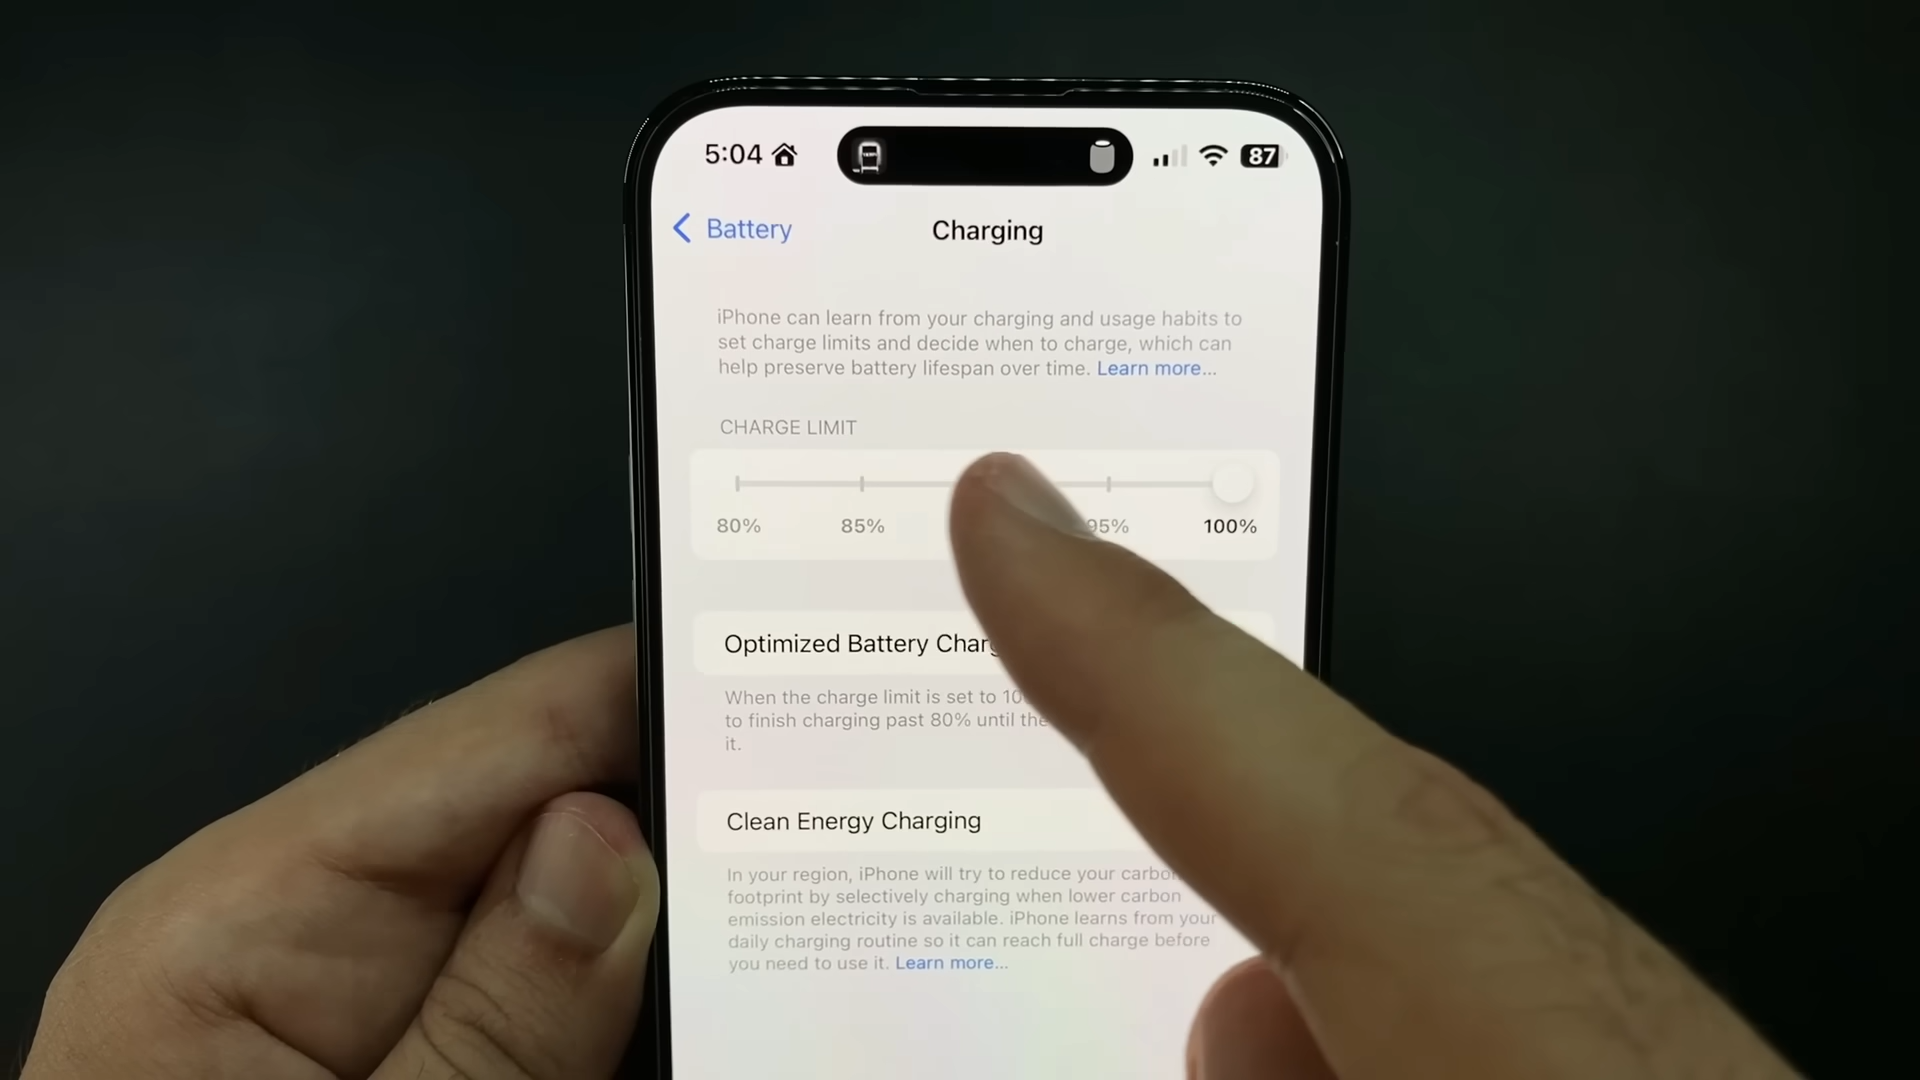 5:04
87
Battery
Charging
iPhone can learn from your charging and usage habits to
set charge limits and decide when to charge, which can
help preserve battery lifespan over time. Learn more...
CHARGE LIMIT
80% 85% 95% 100%
Optimized Battery
When the charge limit is set to
to finish charging past 80% until
it.
Clean Energy Charging
In your region, iPhone will try to reduce your
footprint by selectively charging when lower carbon
emission electricity is available. iPhone learns from your
daily charging routine so it can reach full charge before
you need to use it. Learn more...